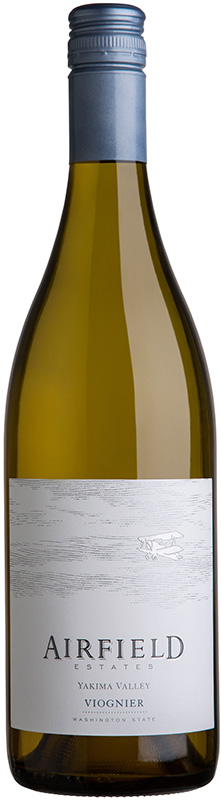 AIRFIELD
ESTATES
YAKIMA VALLEY
VIOGNIER
WASHINGTON STATE